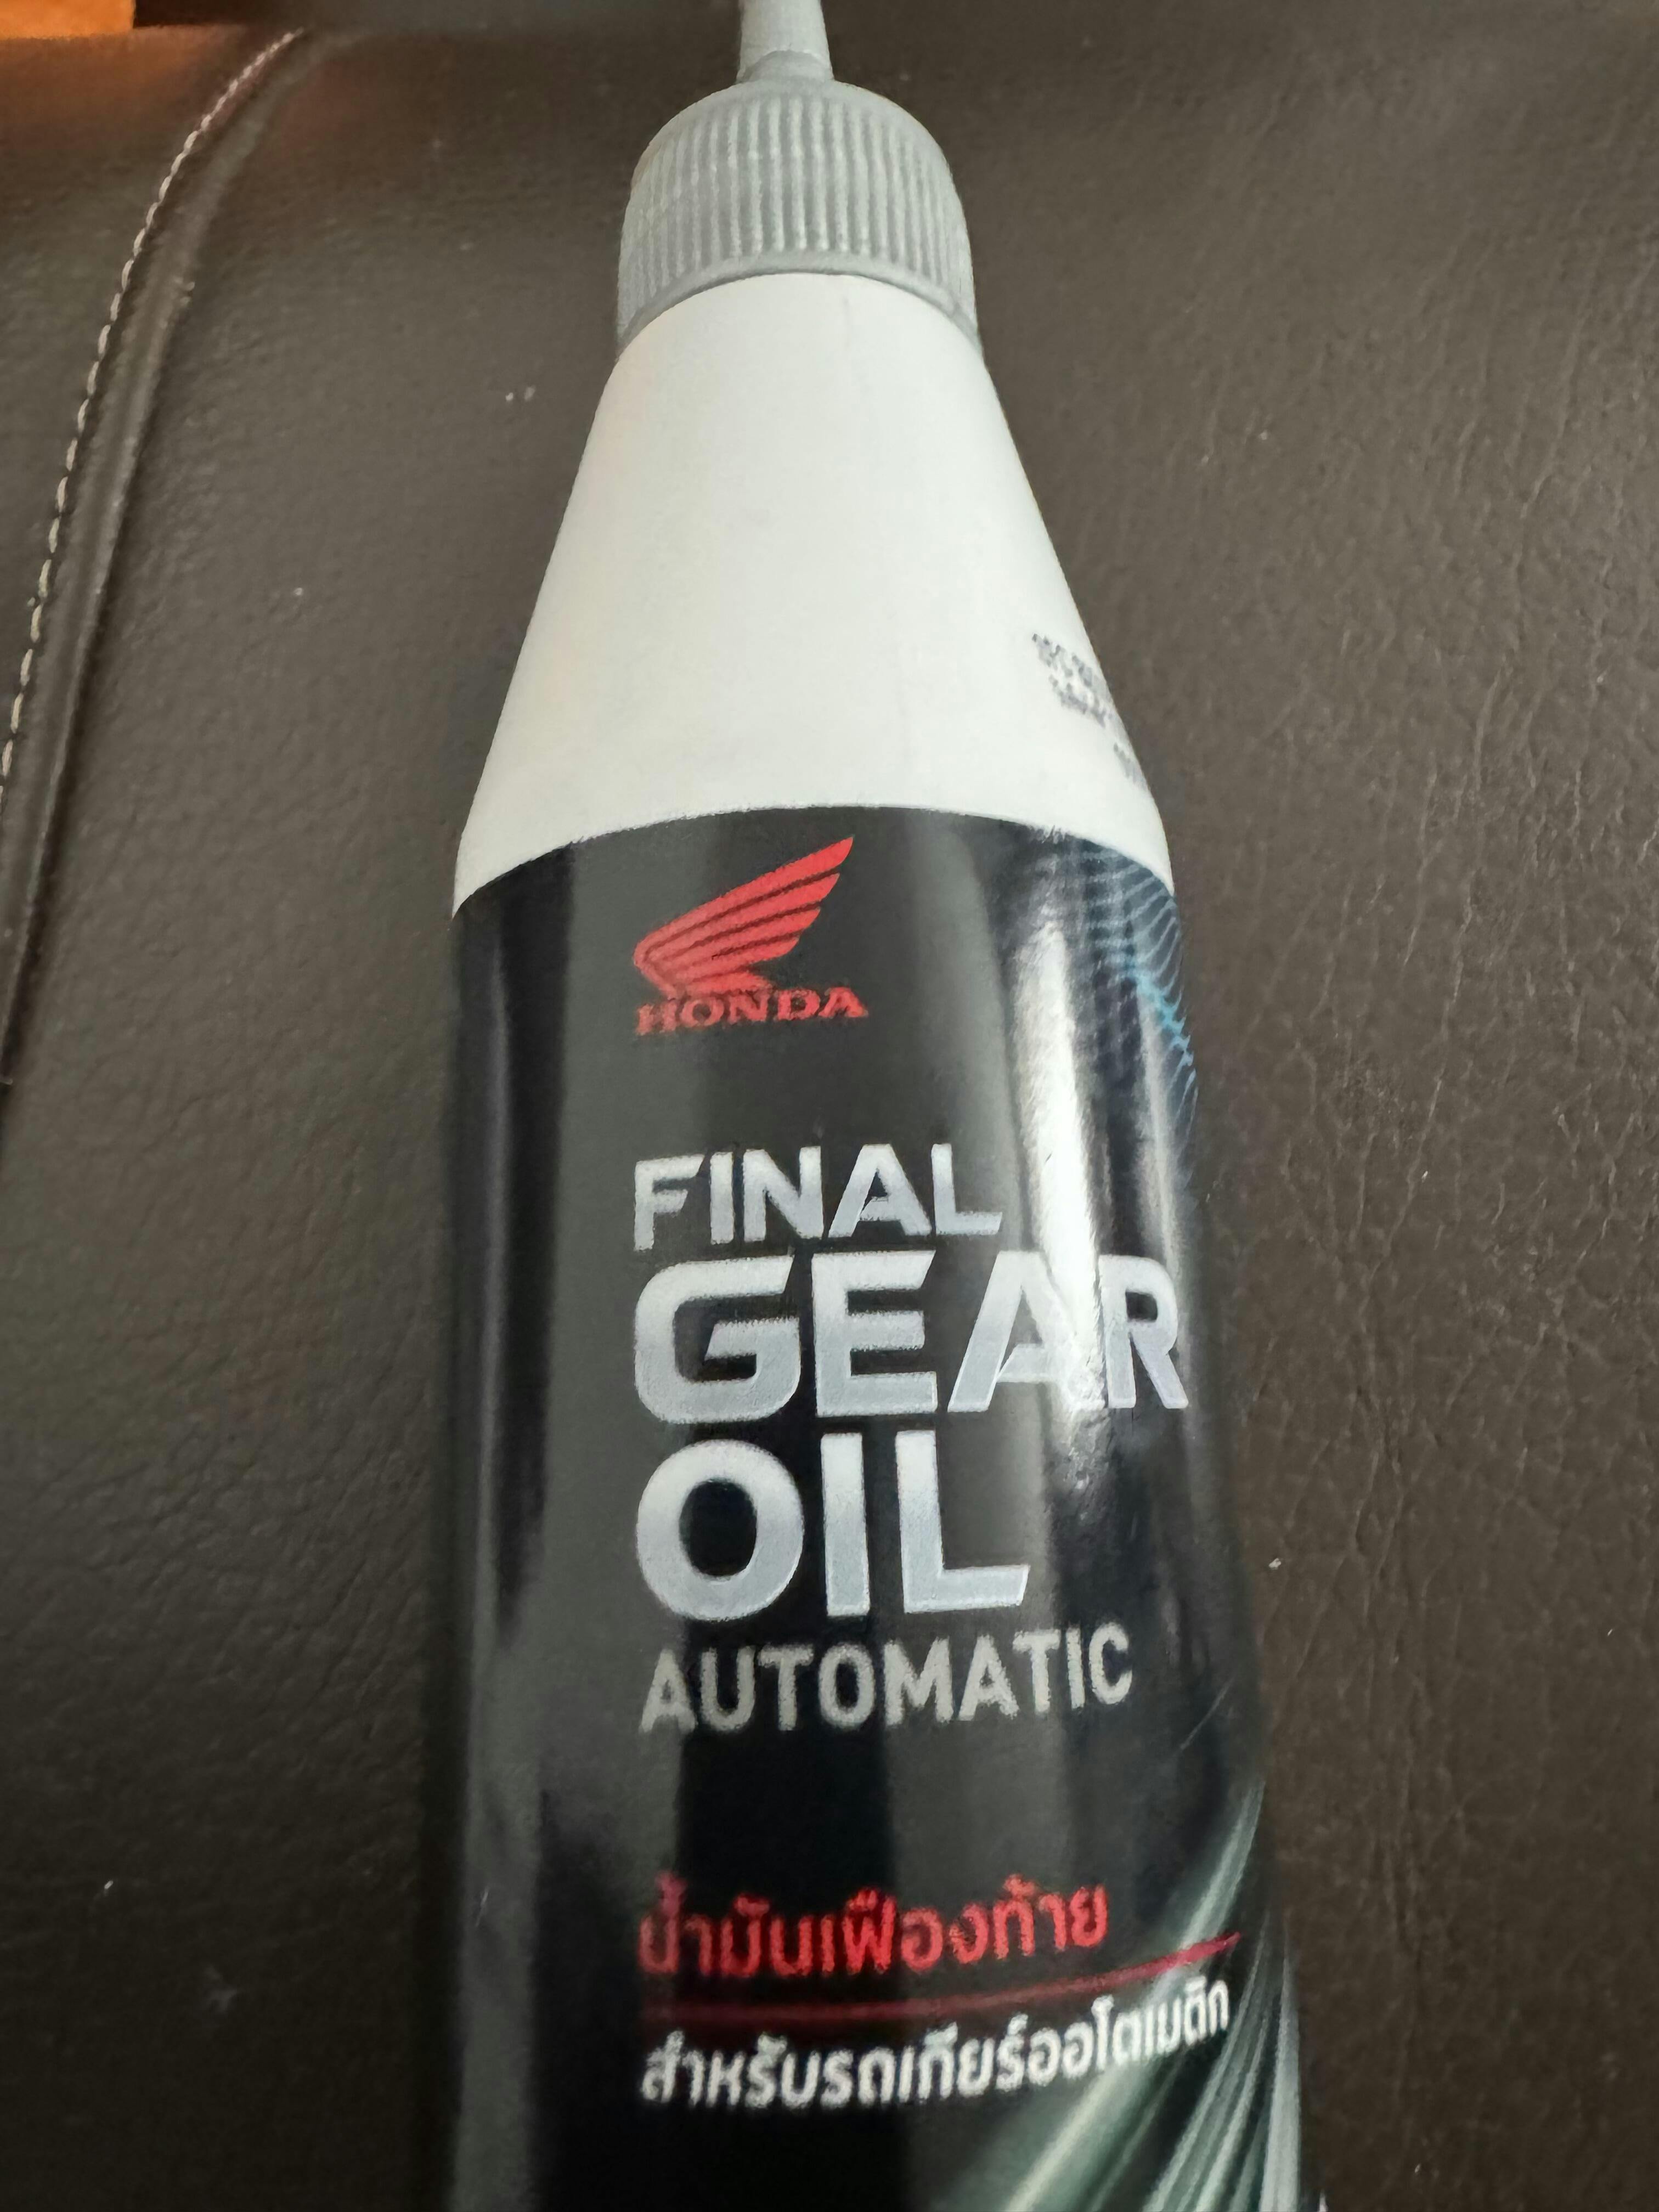 HONDA
FINAL
GEAR
OIL
AUTOMATIC
น้ำมันเฟืองท้าย
สำหรับรถเกียร์ออโตเมติก